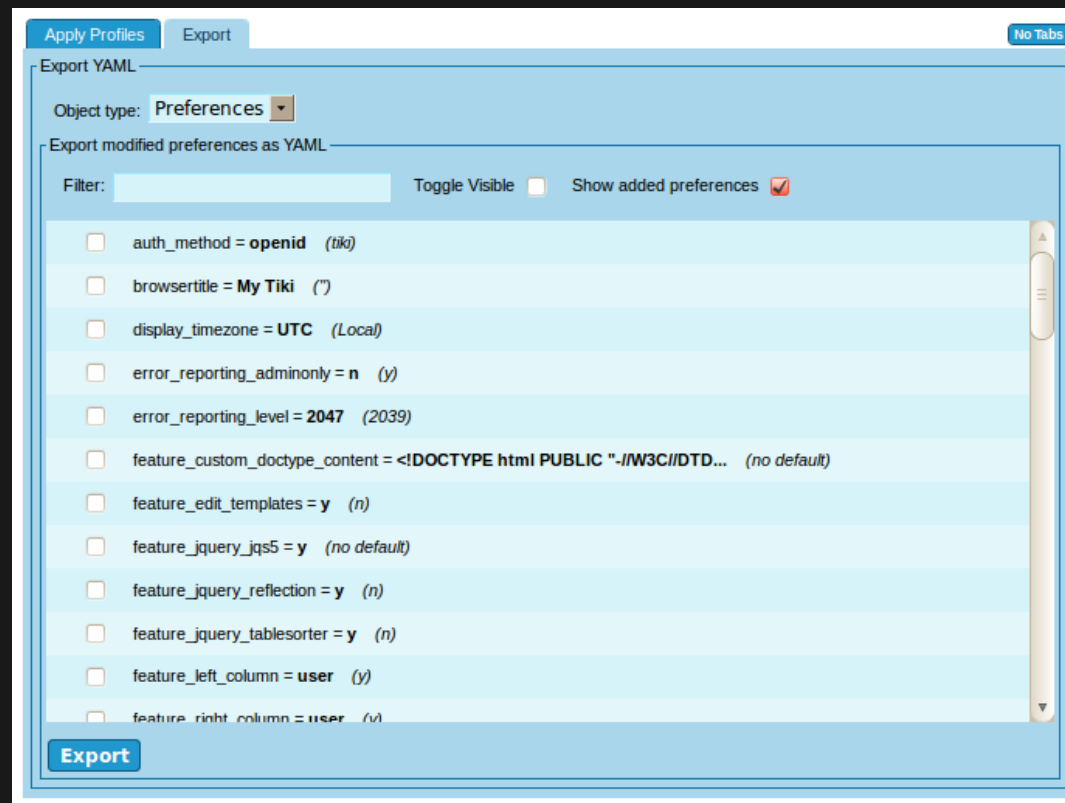 Apply Profiles Export No Tabs
Export YAML
Object type: Preferences
Export modified preferences as YAML
Filter: Toggle Visible Show added preferences
auth_method = openid (tiki)
browsertitle = My Tiki ('')
display_timezone = UTC (Local)
error_reporting_adminonly = n (y)
error_reporting_level = 2047 (2039)
feature_custom_doctype_content = <!DOCTYPE html PUBLIC "-//W3C//DTD... (no default)
feature_edit_templates = y (n)
feature_jquery_jqs5 = y (no default)
feature_jquery_reflection = y (n)
feature_jquery_tablesorter = y (n)
feature_left_column = user (y)
feature_right_column = user (y)
Export